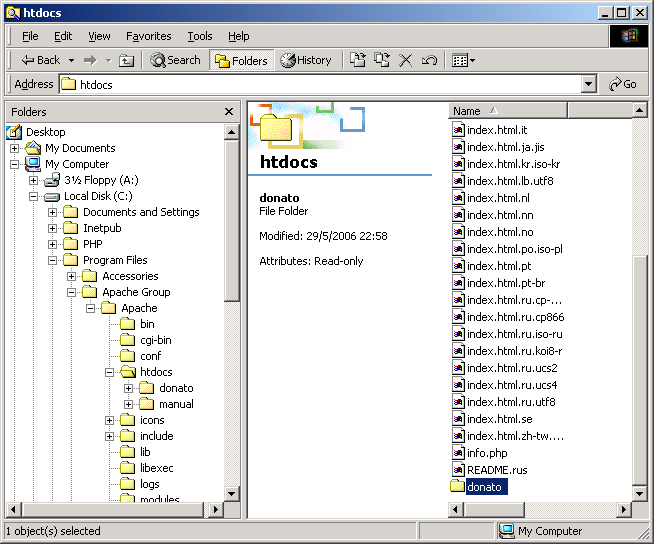 htdocs
File Edit View Favorites Tools Help
Back Search Folders History
Address htdocs Go
Folders
Desktop
My Documents
My Computer
3½ Floppy (A:)
Local Disk (C:)
Documents and Settings
Inetpub
PHP
Program Files
Accessories
Apache Group
Apache
bin
cgi-bin
conf
htdocs
donato
manual
icons
include
lib
libexec
logs
modules
htdocs
donato
File Folder
Modified: 29/5/2006 22:58
Attributes: Read-only
Name
index.html.it
index.html.ja.jis
index.html.kr.iso-kr
index.html.lb.utf8
index.html.nl
index.html.nn
index.html.no
index.html.po.iso-pl
index.html.pt
index.html.pt-br
index.html.ru.cp-...
index.html.ru.cp866
index.html.ru.iso-ru
index.html.ru.koi8-r
index.html.ru.ucs2
index.html.ru.ucs4
index.html.ru.utf8
index.html.se
index.html.zh-tw....
info.php
README.rus
donato
1 object(s) selected
My Computer